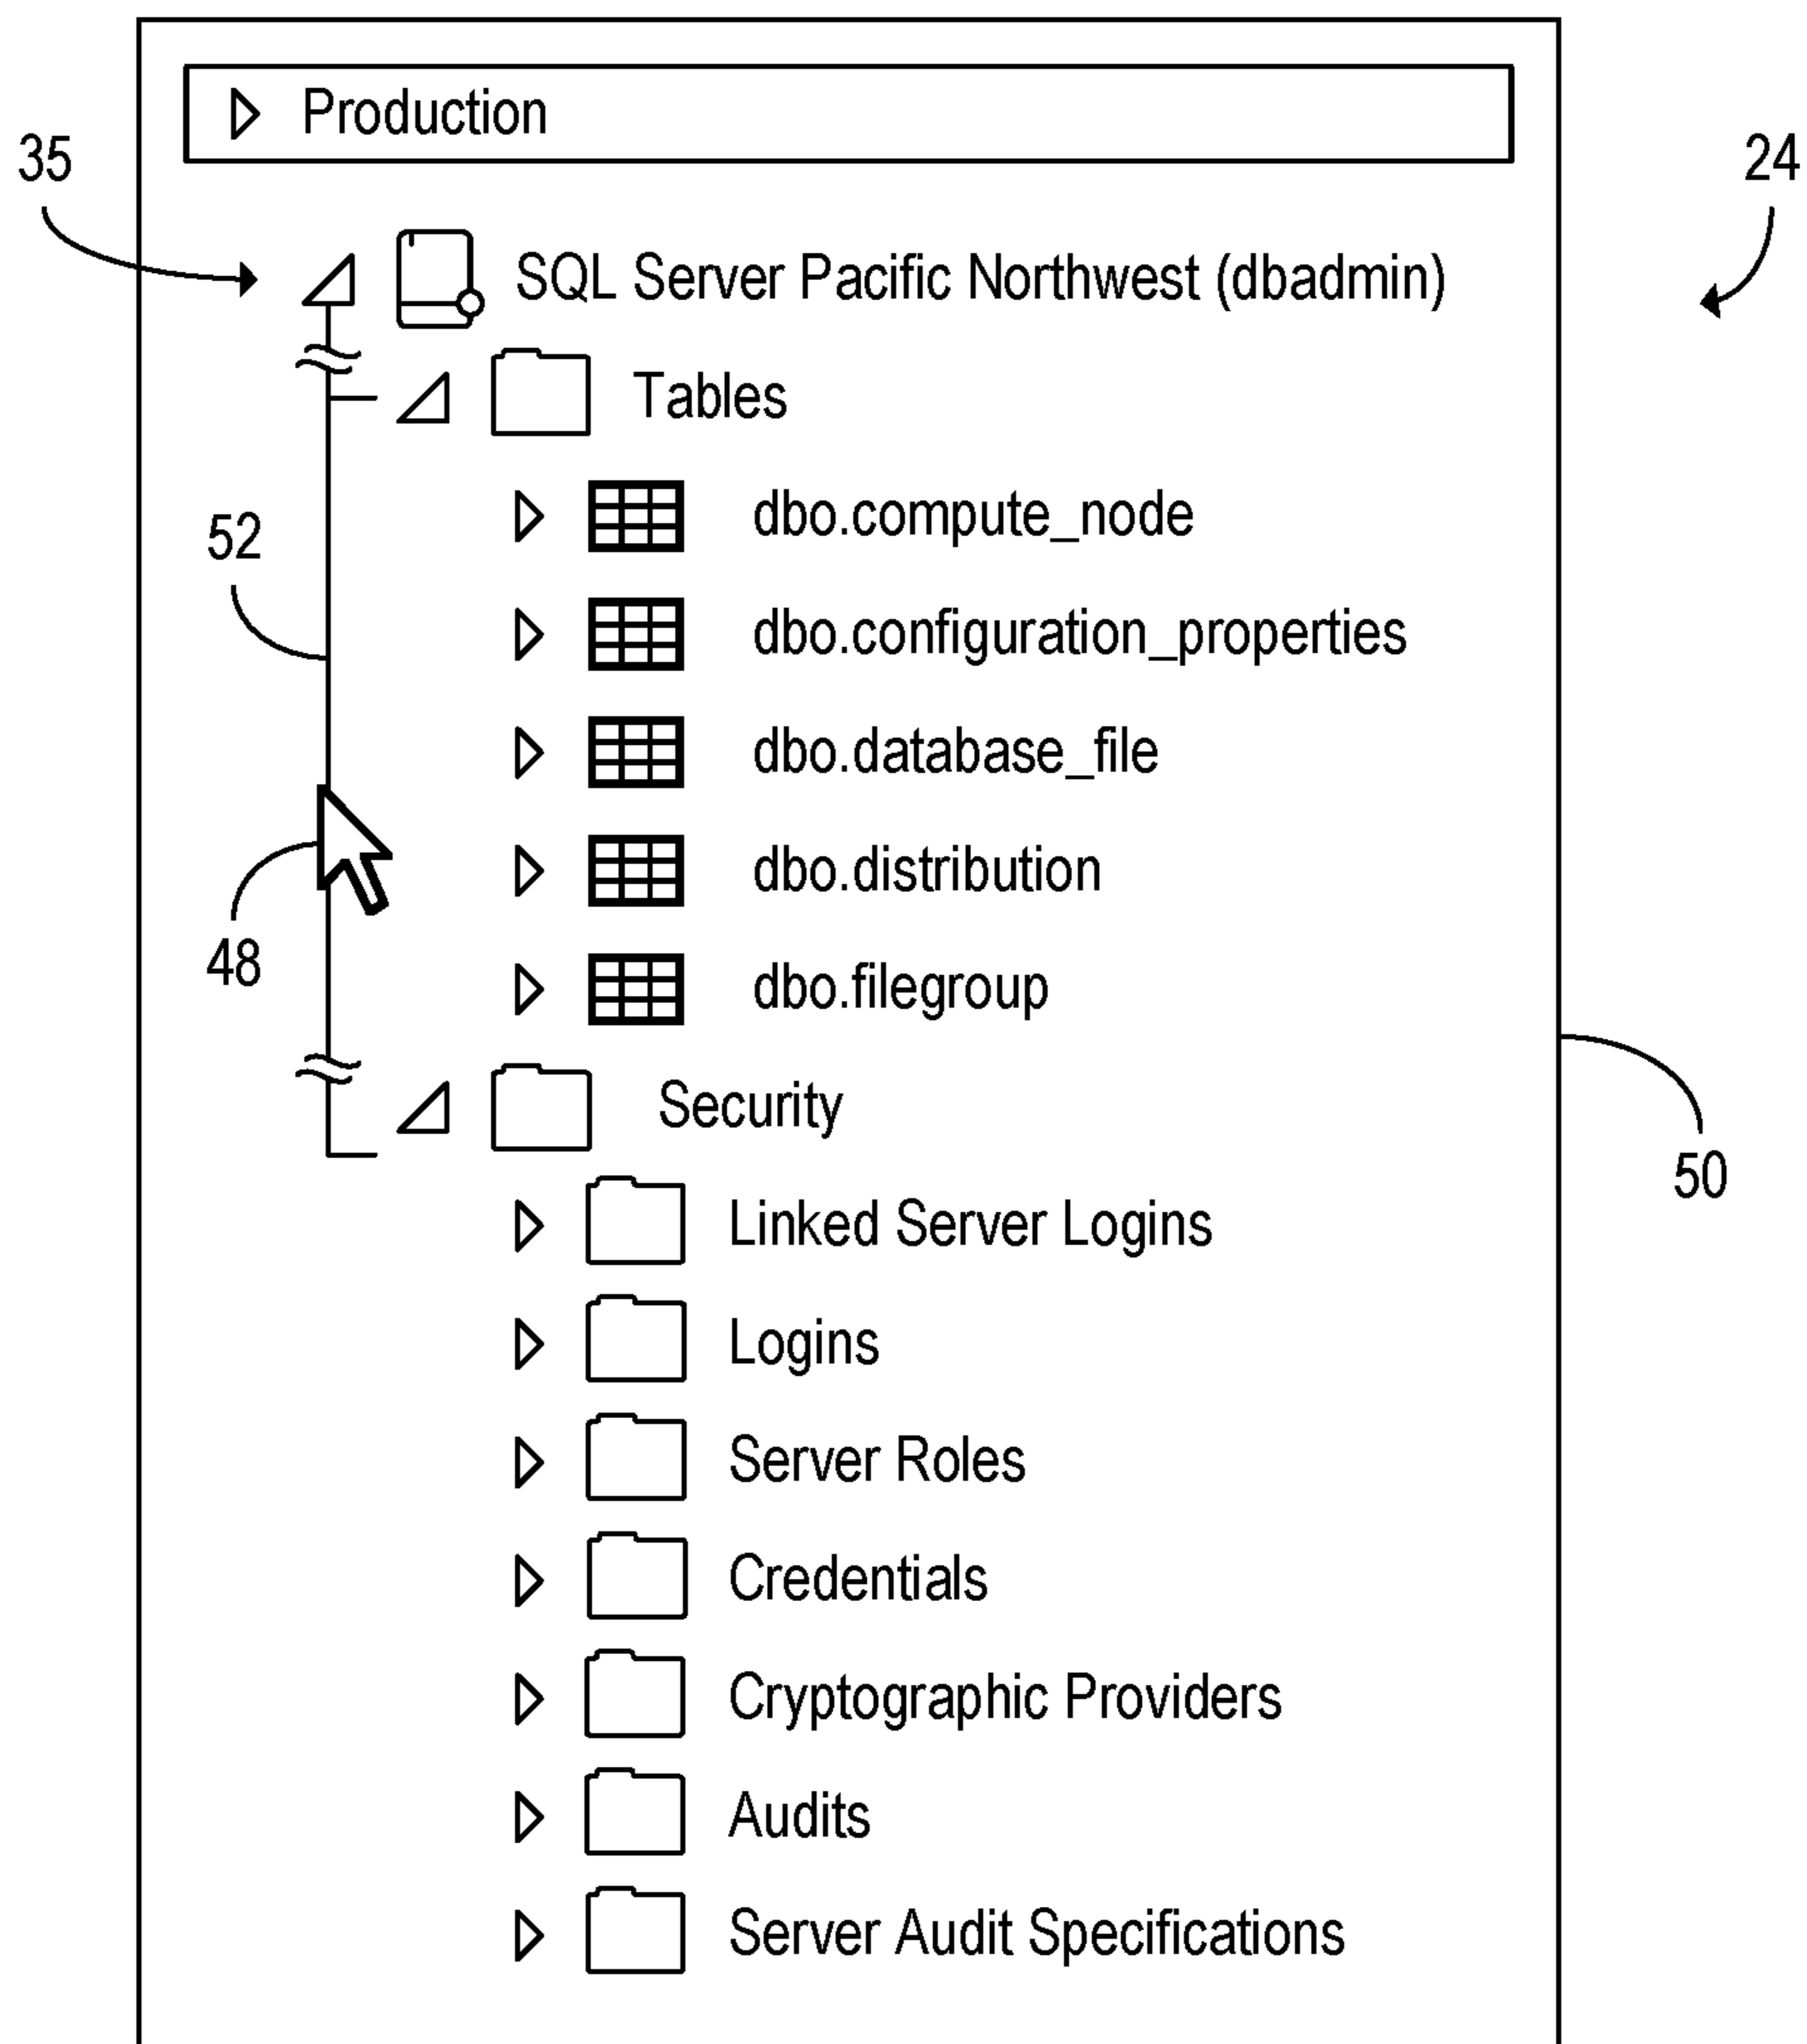 Production
35
24
SQL Server Pacific Northwest (dbadmin)
Tables
dbo.compute_node
52
dbo.configuration_properties
dbo.database_file
dbo.distribution
48
dbo.filegroup
Security
50
Linked Server Logins
Logins
Server Roles
Credentials
Cryptographic Providers
Audits
Server Audit Specifications